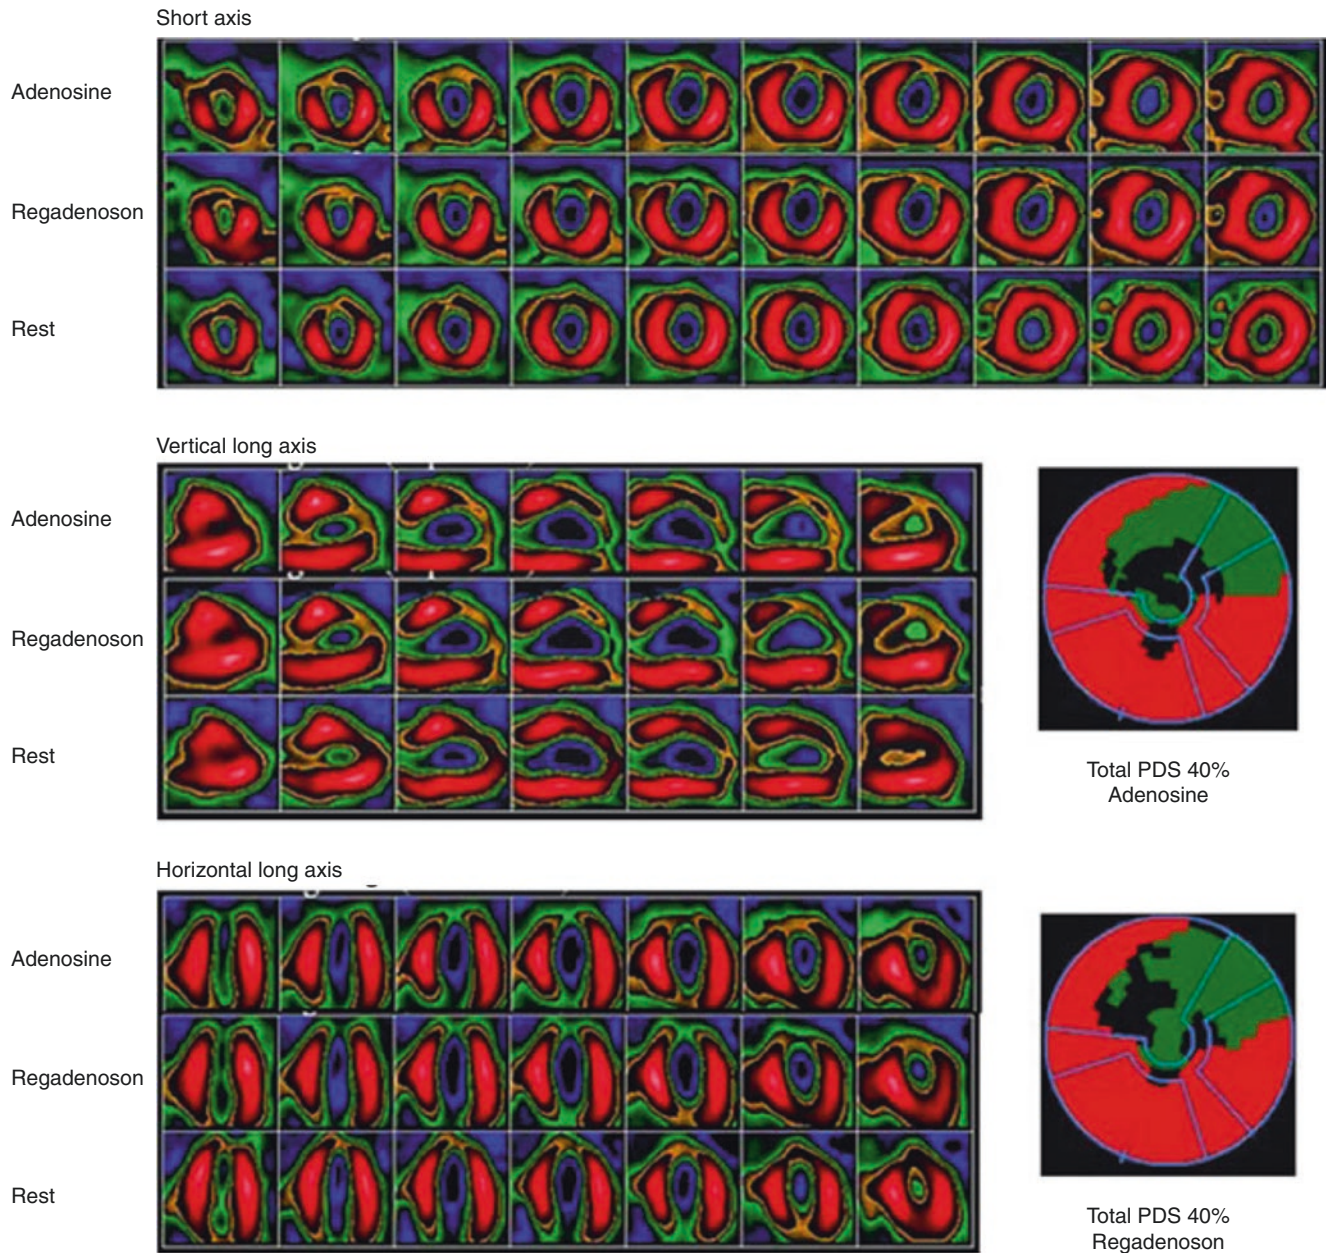 Short axis
Adenosine
Regadenoson
Rest
Vertical long axis
Adenosine
Regadenoson
Rest
Total PDS 40%
Adenosine
Horizontal long axis
Adenosine
Regadenoson
Rest
Total PDS 40%
Regadenoson